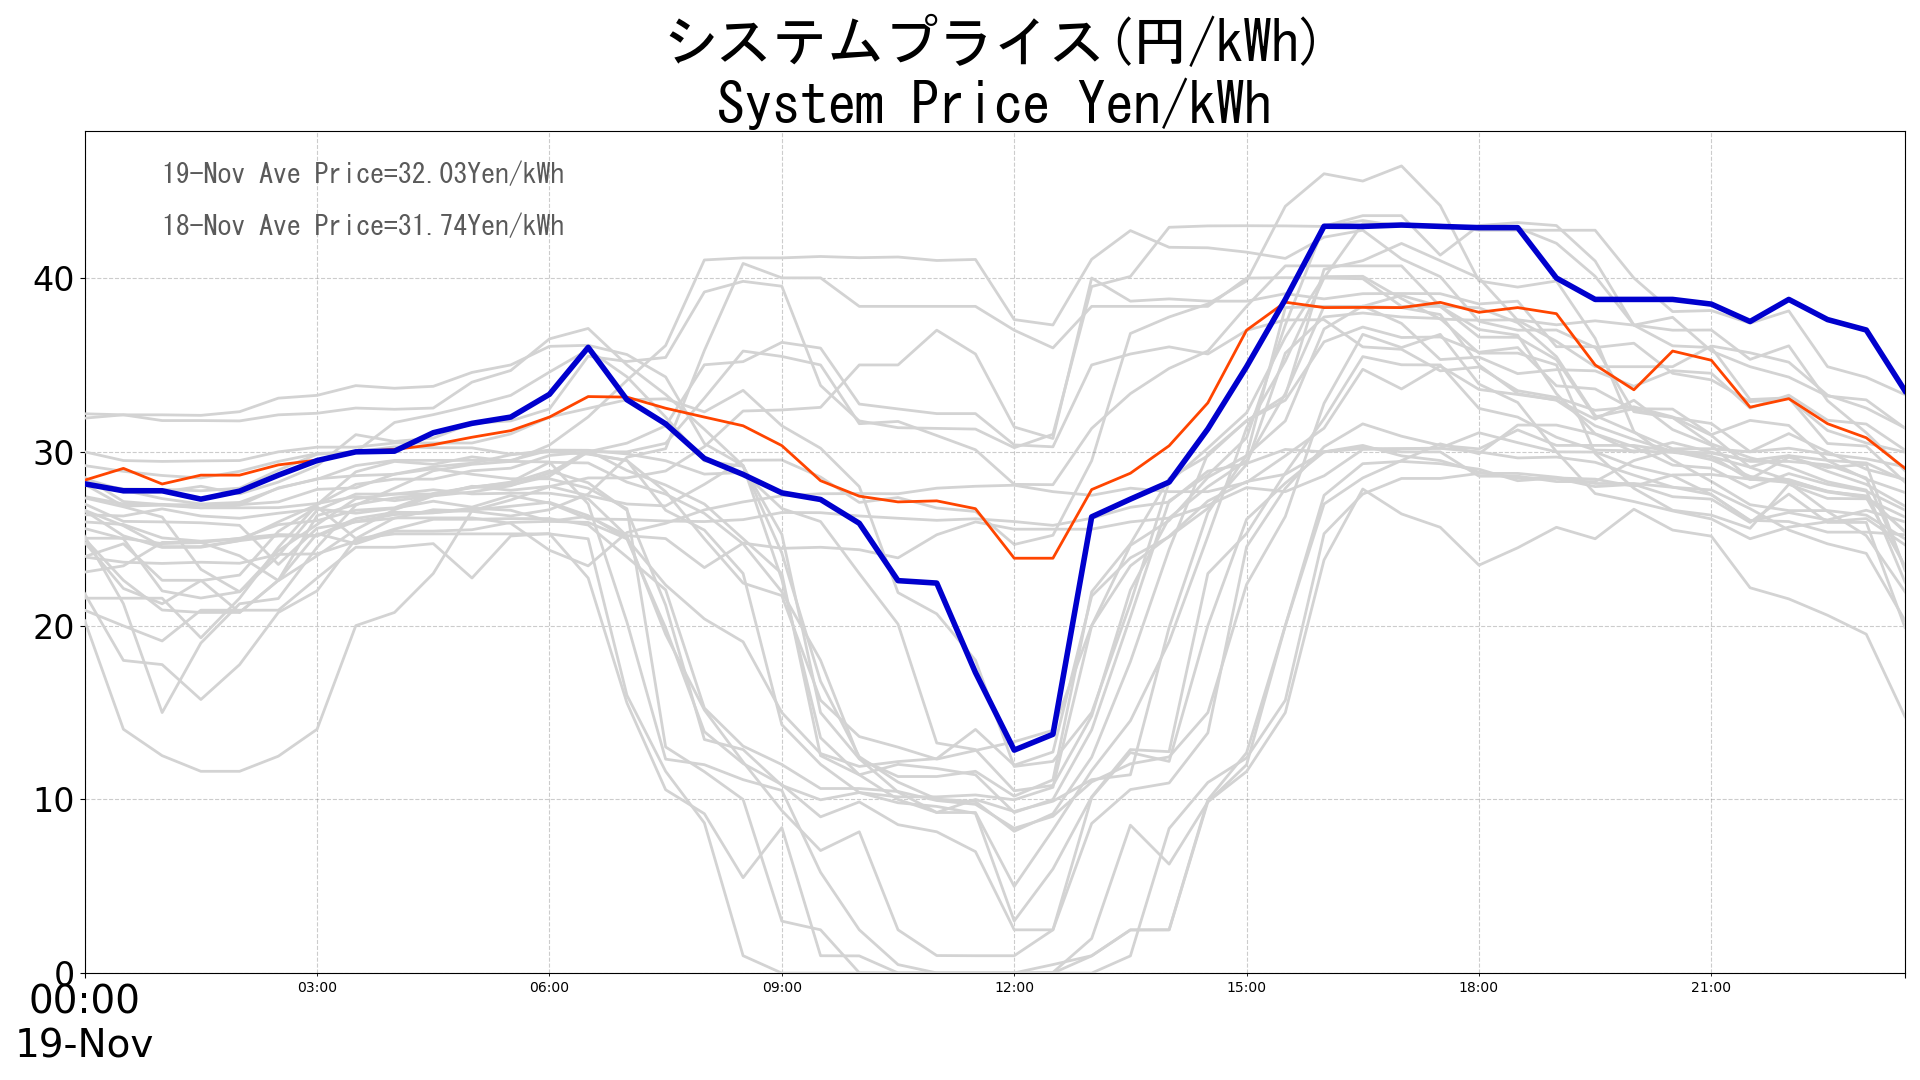 システムプライス(円/kWh)
System Price Yen/kWh
19-Nov Ave Price=32.03Yen/kWh
18-Nov Ave Price=31.74Yen/kWh
40
30
20
10
0
00:00
03:00
06:00
09:00
12:00
15:00
18:00
21:00
19-Nov